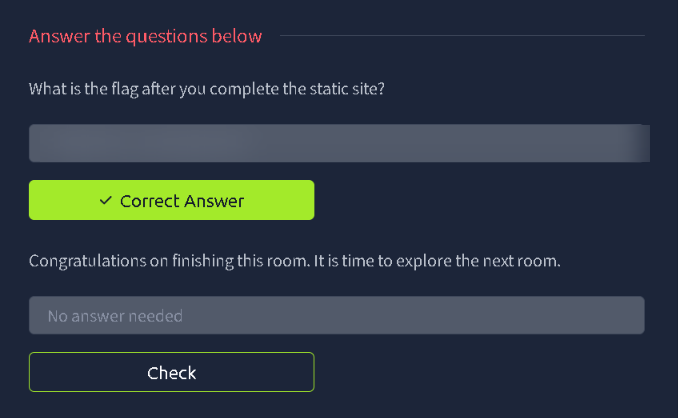 Answer the questions below
What is the flag after you complete the static site?
✓ Correct Answer
Congratulations on finishing this room. It is time to explore the next room.
No answer needed
Check